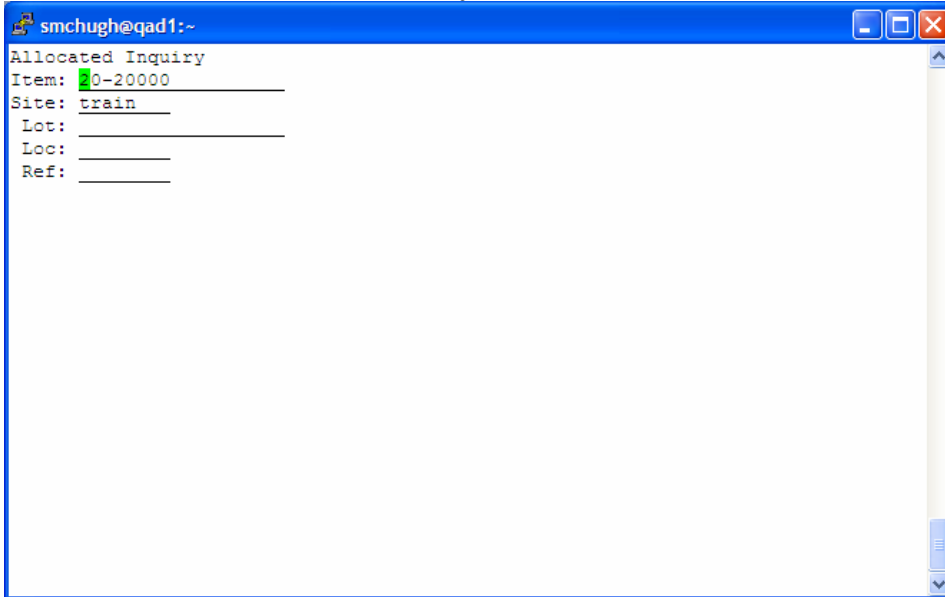 smchugh@qad1:~
Allocated Inquiry
Item: 20-20000
Site: train
Lot:
Loc:
Ref: